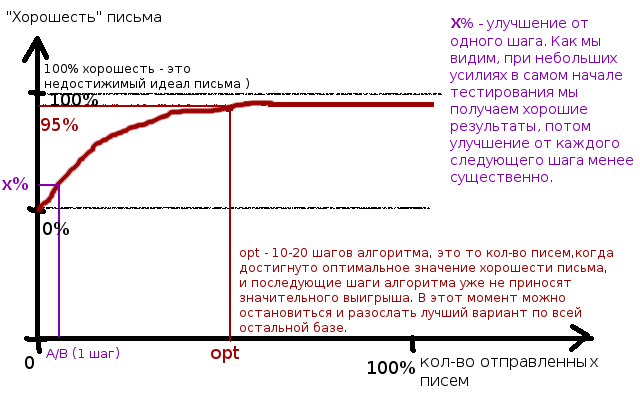 "Хорошесть" письма
X% - улучшение от
одного шага. Как мы
видим, при небольших
усилиях в самом начале
тестирования мы
получаем хорошие
результаты, потом
улучшение от каждого
следующего шага менее
существенно.
100% хорошесть - это
недостижимый идеал письма )
100%
95%
X%
0%
opt - 10-20 шагов алгоритма, это то кол-во писем,когда
достигнуто оптимальное значение хорошести письма,
и последующие шаги алгоритма уже не приносят
значительного выигрыша. В этот момент можно
остановиться и разослать лучший вариант по всей
остальной базе.
0
A/B (1 шаг)
opt
100%
кол-во отправленных
писем